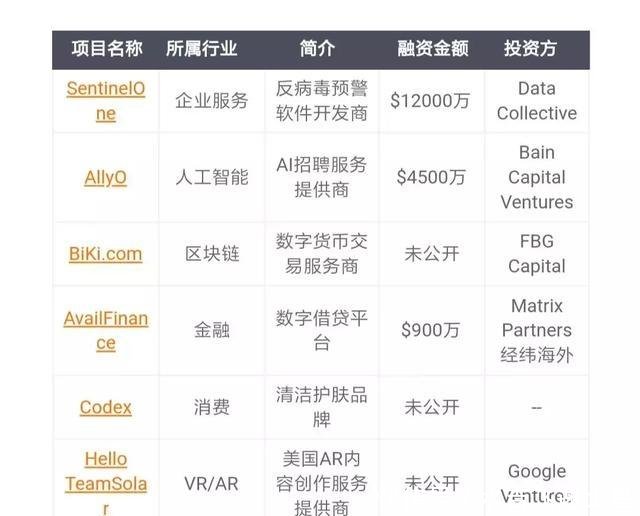 项目名称 所属行业 简介 融资金额 投资方
SentinelO
ne
企业服务
反病毒预警
软件开发商
$12000万
Data
Collective
AllyO
人工智能
AI招聘服务
提供商
$4500万
Bain
Capital
Ventures
BiKi.com
区块链
数字货币交
易服务商
未公开
FBG
Capital
AvailFinan
ce
金融
数字借贷平
台
$900万
Matrix
Partners
经纬海外
Codex
消费
清洁护肤品
牌
未公开
--
Hello
TeamSola
r
VR/AR
美国AR内
容创作服务
提供商
未公开
Google
Ventures